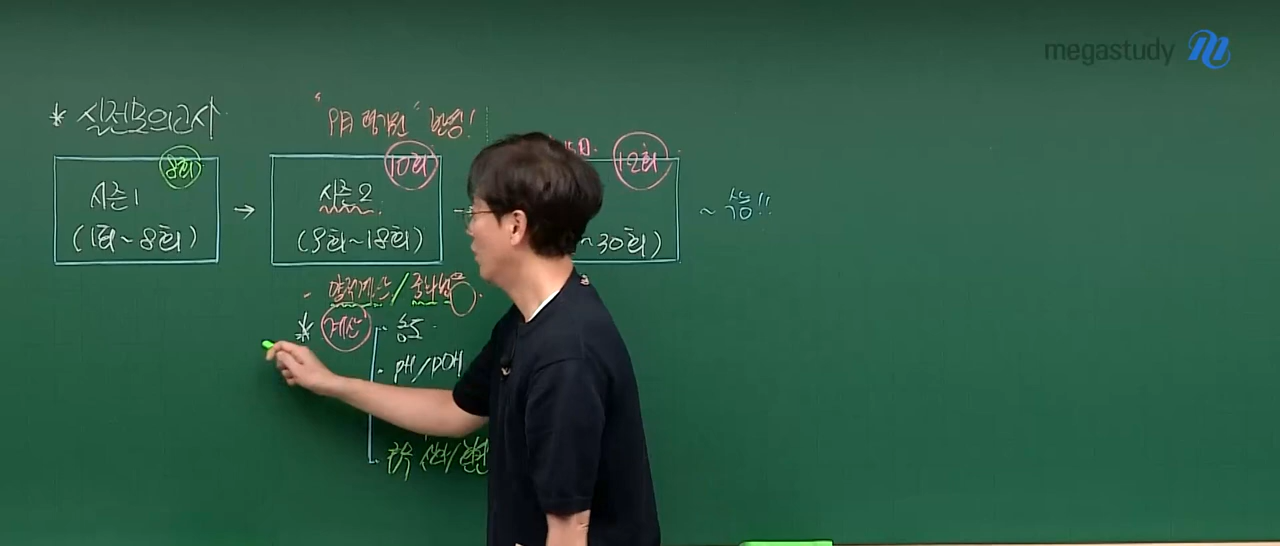 megastudy
* 실전모의고사
"PM 평가원" 반영!
8회
10회
12회
시즌1
→
시즌2
~ 수능!!
(1회~8회)
(9회~18회)
~30회)
- 양적계산 / 중화반응
* 계산
· 농도
· pH/pOH
금속 산화/환원